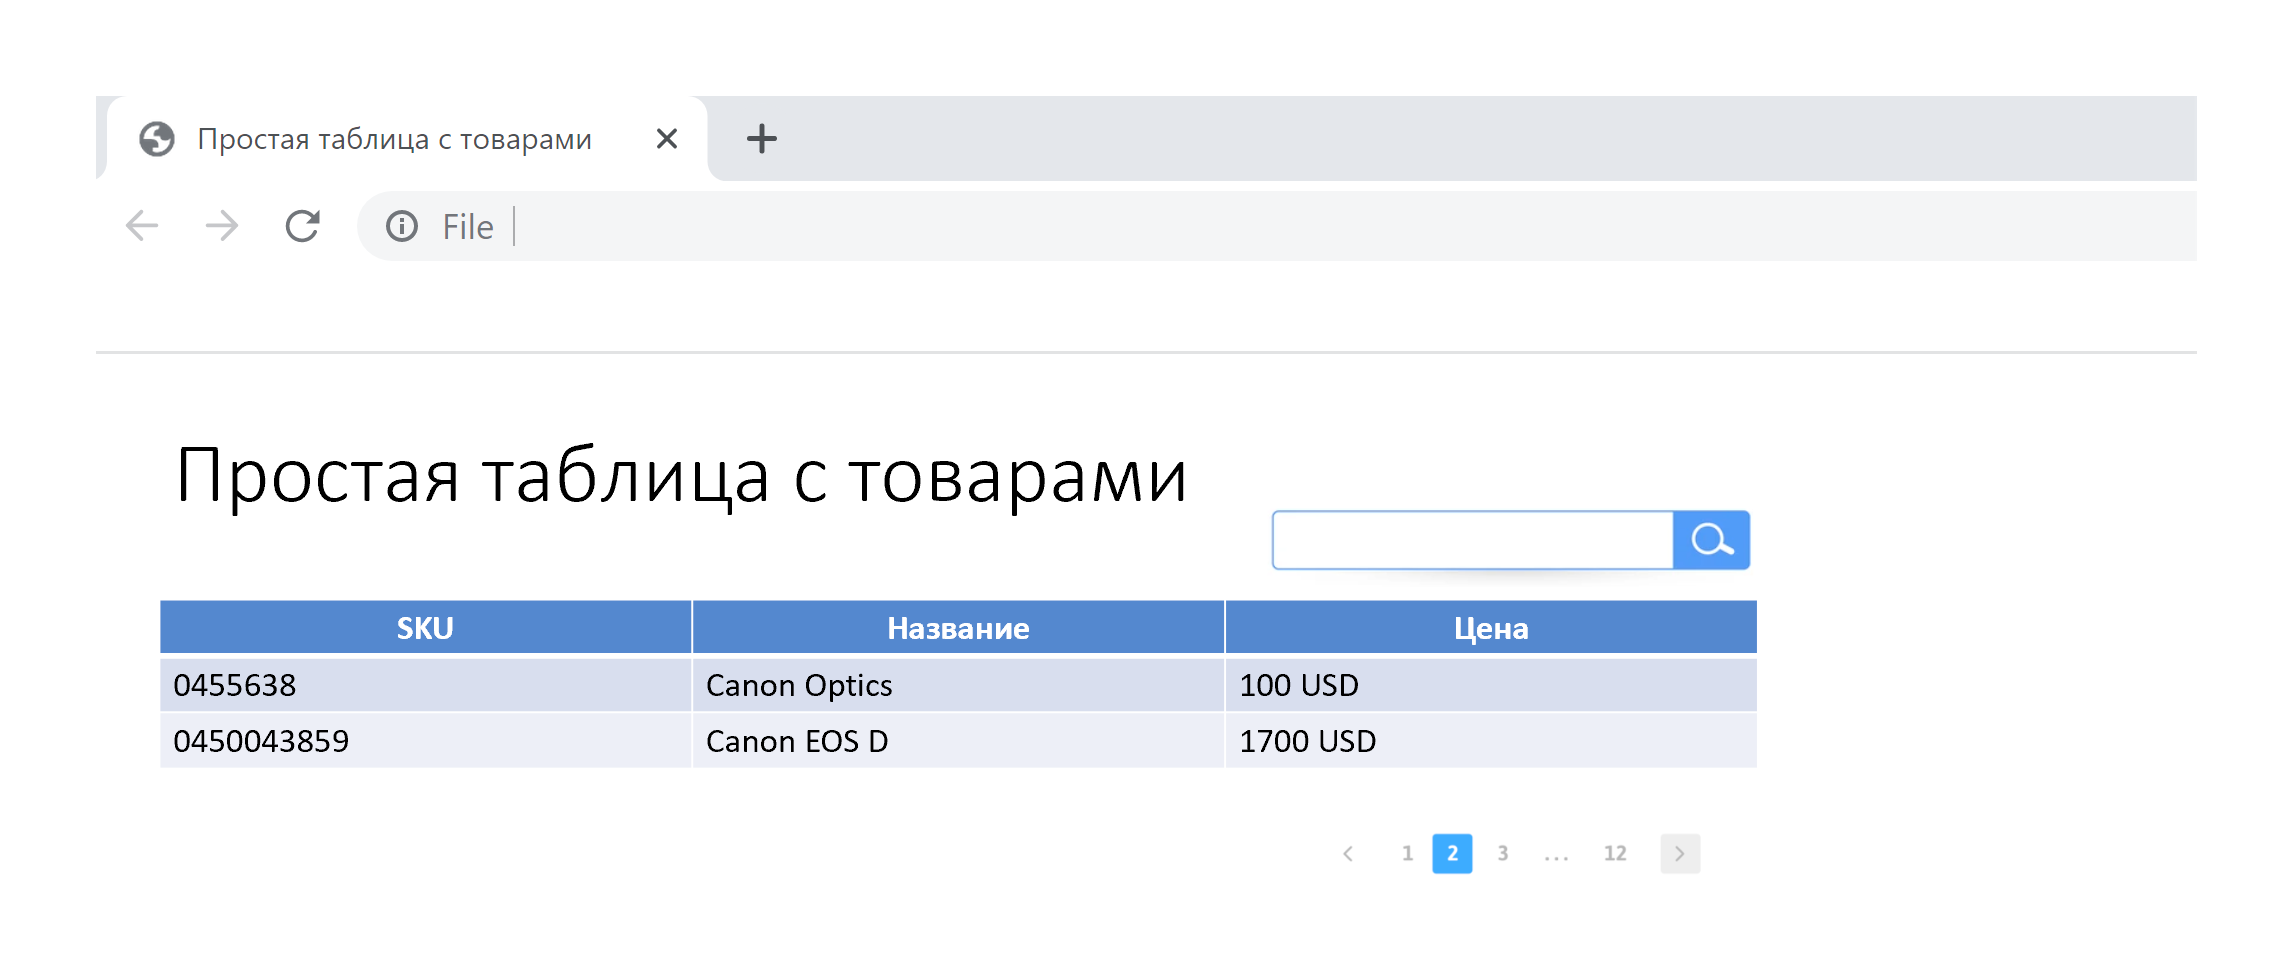 Простая таблица с товарами
File
Простая таблица с товарами
SKU Название Цена
0455638 Canon Optics 100 USD
0450043859 Canon EOS D 1700 USD
< 1 2 3 ... 12 >